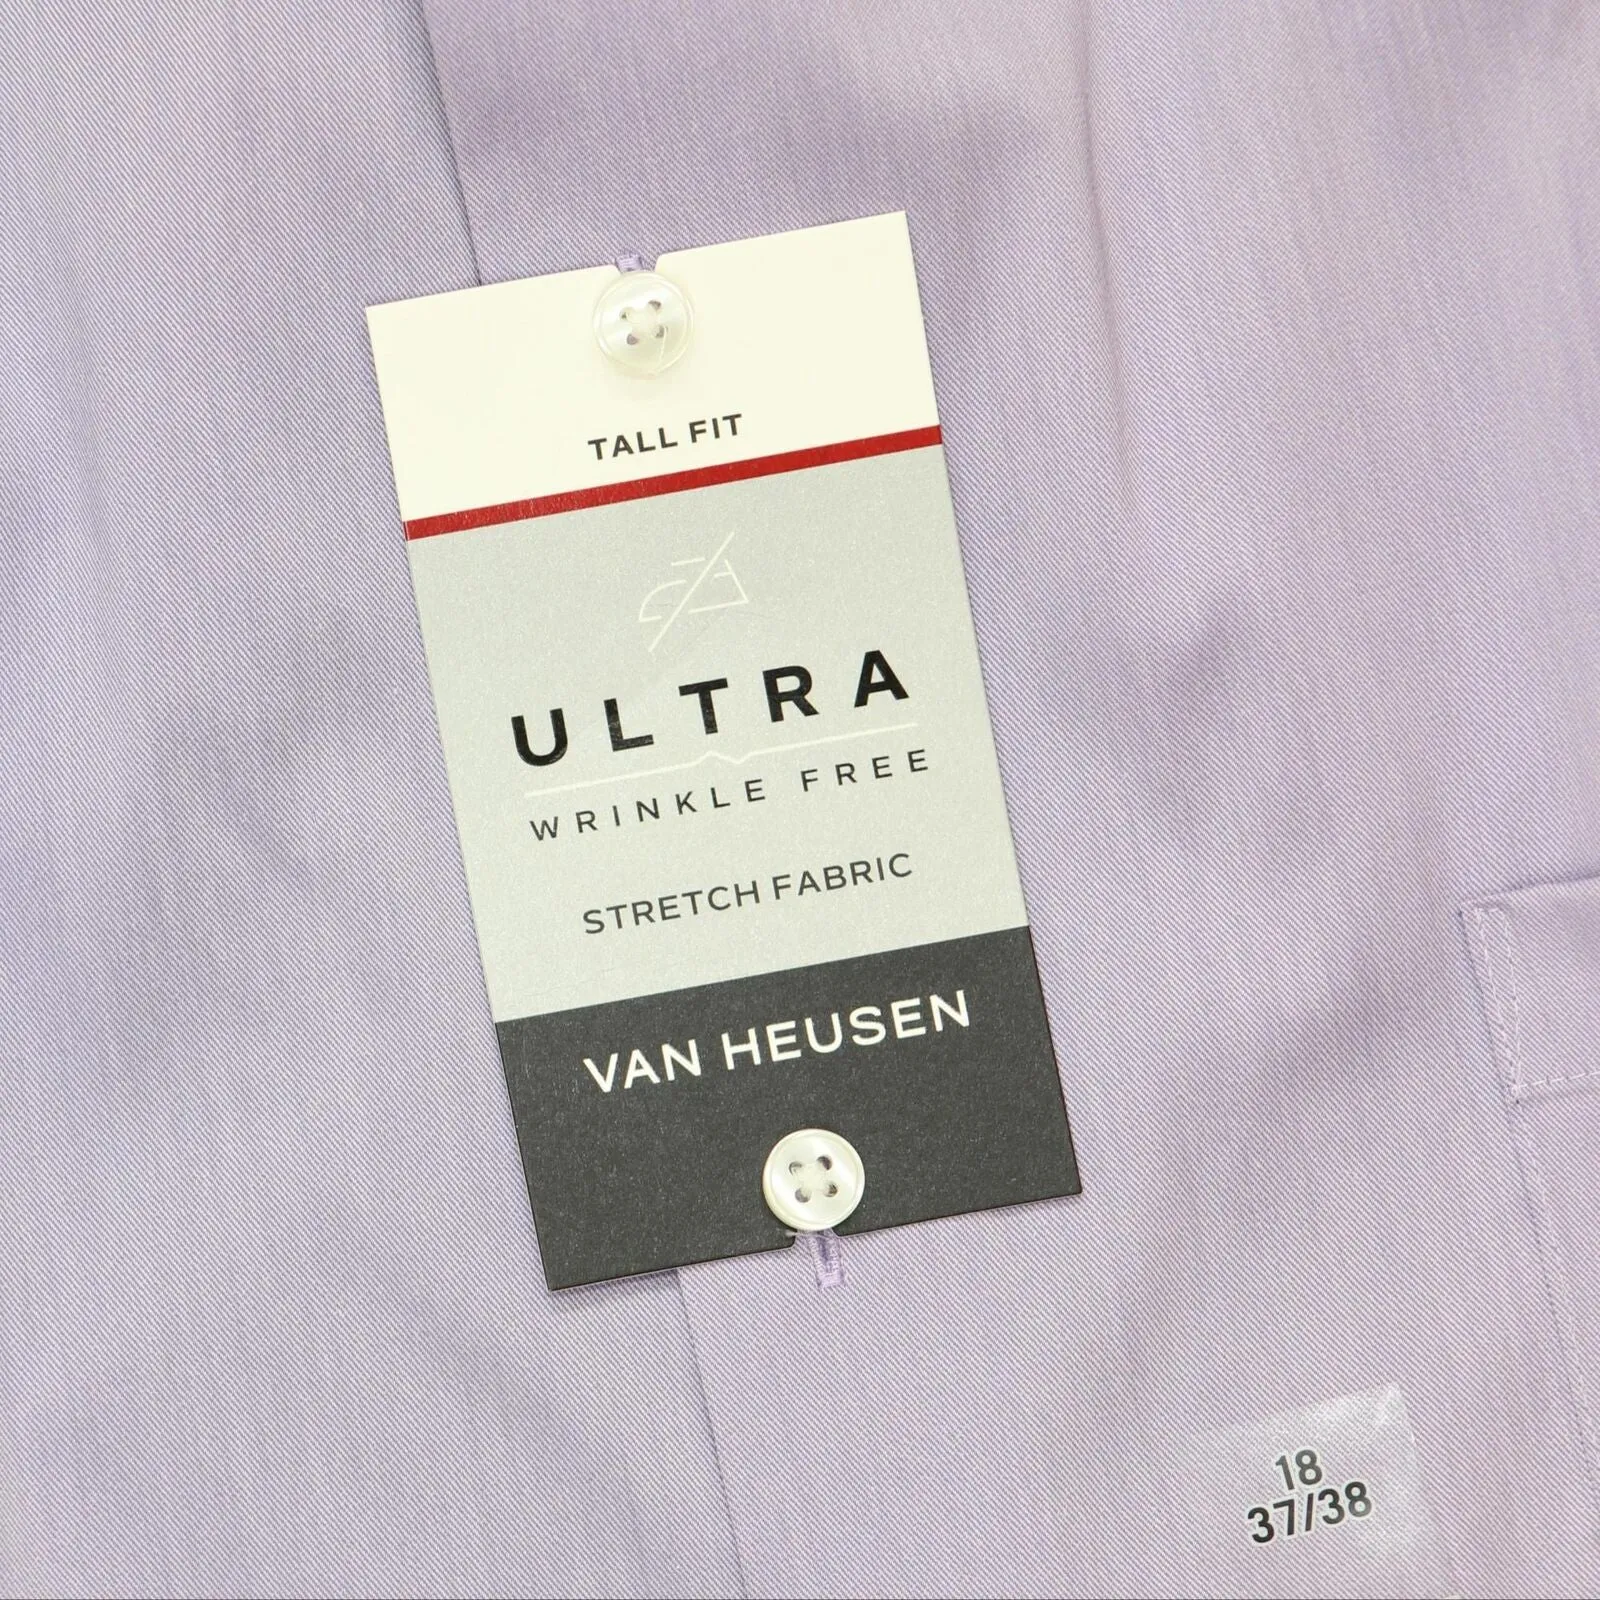 TALL FIT
ULTRA
WRINKLE FREE
STRETCH FABRIC
VAN HEUSEN
18
37/38